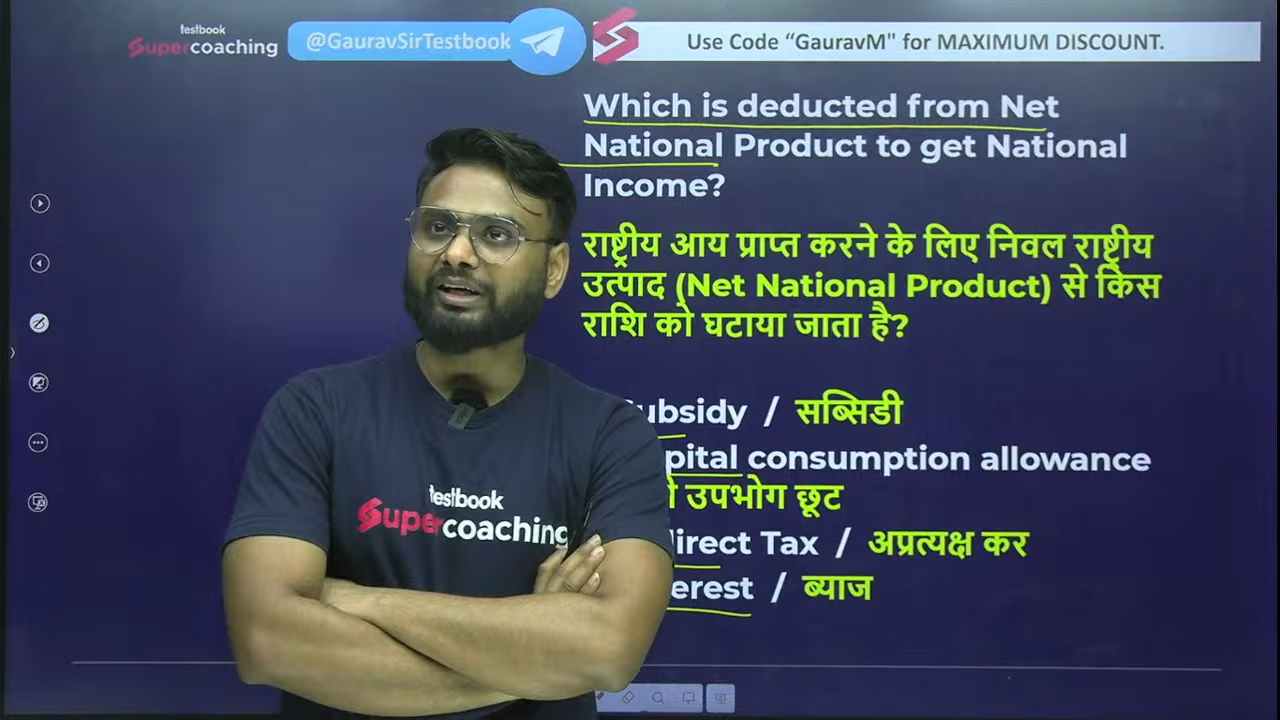 testbook
Supercoaching
@GauravSirTestbook
Use Code “GauravM" for MAXIMUM DISCOUNT.
Which is deducted from Net
National Product to get National
Income?
राष्ट्रीय आय प्राप्त करने के लिए निवल राष्ट्रीय
उत्पाद (Net National Product) से किस
राशि को घटाया जाता है?
ubsidy / सब्सिडी
pital consumption allowance
उपभोग छूट
direct Tax / अप्रत्यक्ष कर
erest / ब्याज
testbook
Supercoaching